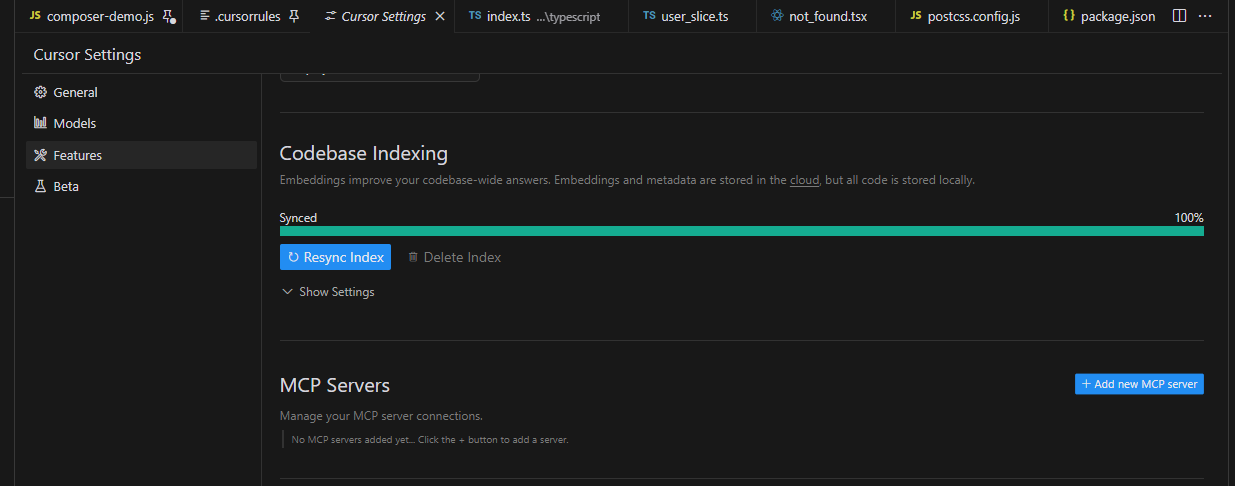 JS composer-demo.js .cursorrules Cursor Settings TS index.ts ...\typescript TS user_slice.ts not_found.tsx JS postcss.config.js {} package.json ...
Cursor Settings
General
Models
Features
Beta
Codebase Indexing
Embeddings improve your codebase-wide answers. Embeddings and metadata are stored in the cloud, but all code is stored locally.
Synced 100%
Resync Index Delete Index
Show Settings
MCP Servers + Add new MCP server
Manage your MCP server connections.
No MCP servers added yet... Click the + button to add a server.